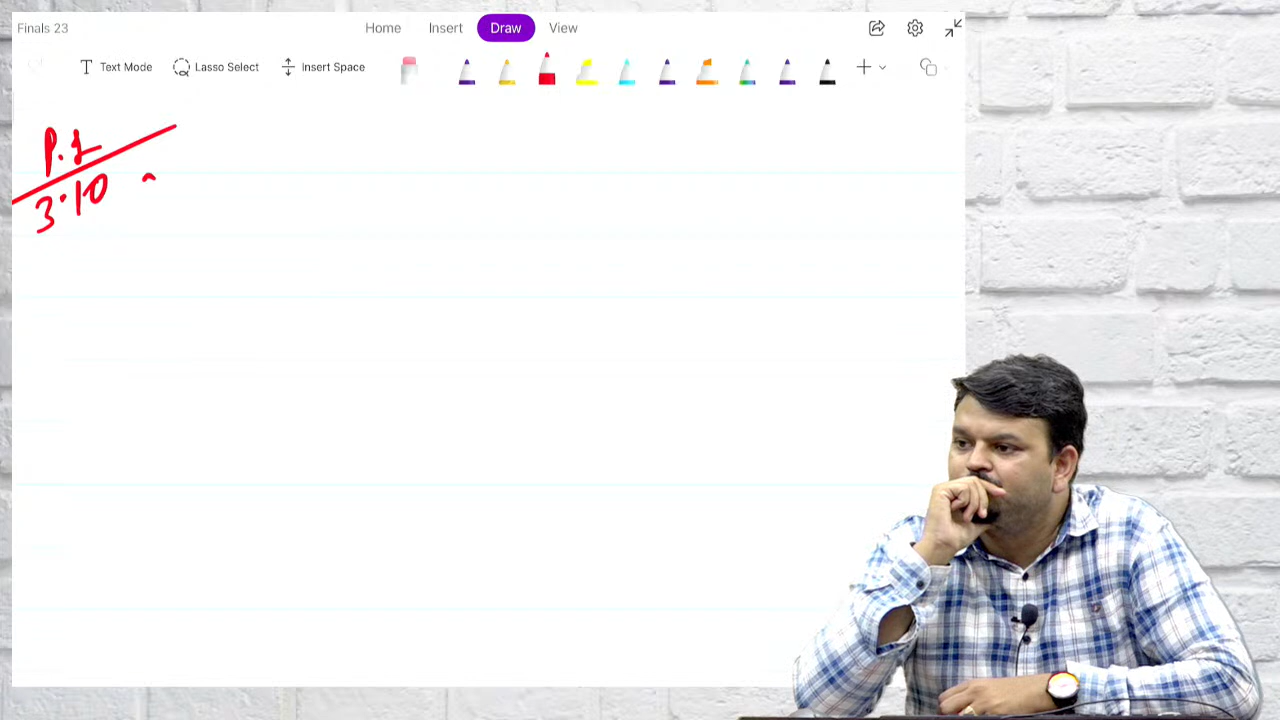 Finals 23
Home Insert Draw View
Text Mode Lasso Select Insert Space
P.1
3.10